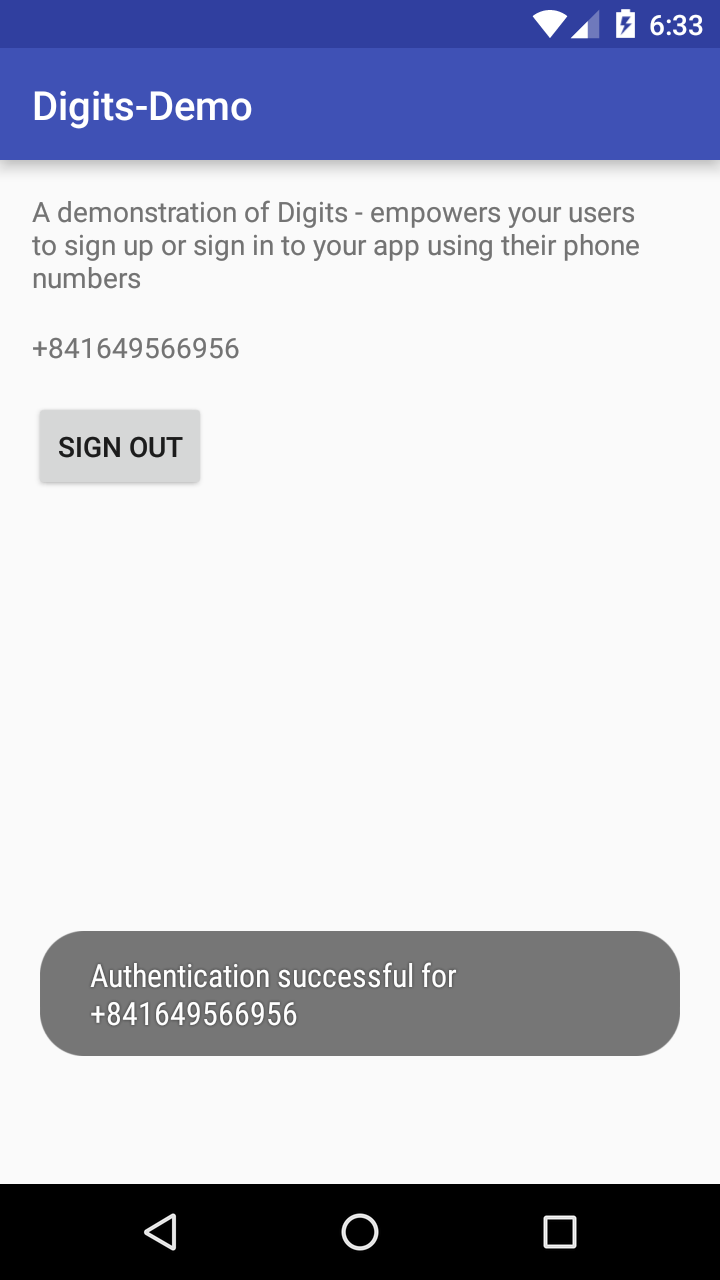 6:33
Digits-Demo
A demonstration of Digits - empowers your users
to sign up or sign in to your app using their phone
numbers
+841649566956
SIGN OUT
Authentication successful for
+841649566956